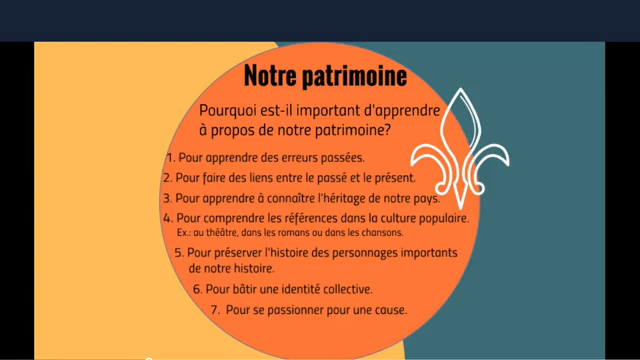 Notre patrimoine
Pourquoi est-il important d'apprendre
à propos de notre patrimoine?
1. Pour apprendre des erreurs passées.
2. Pour faire des liens entre le passé et le présent.
3. Pour apprendre à connaître l'héritage de notre pays.
4. Pour comprendre les références dans la culture populaire.
Ex.: au théâtre, dans les romans ou dans les chansons.
5. Pour préserver l'histoire des personnages importants
de notre histoire.
6. Pour bâtir une identité collective.
7. Pour se passionner pour une cause.